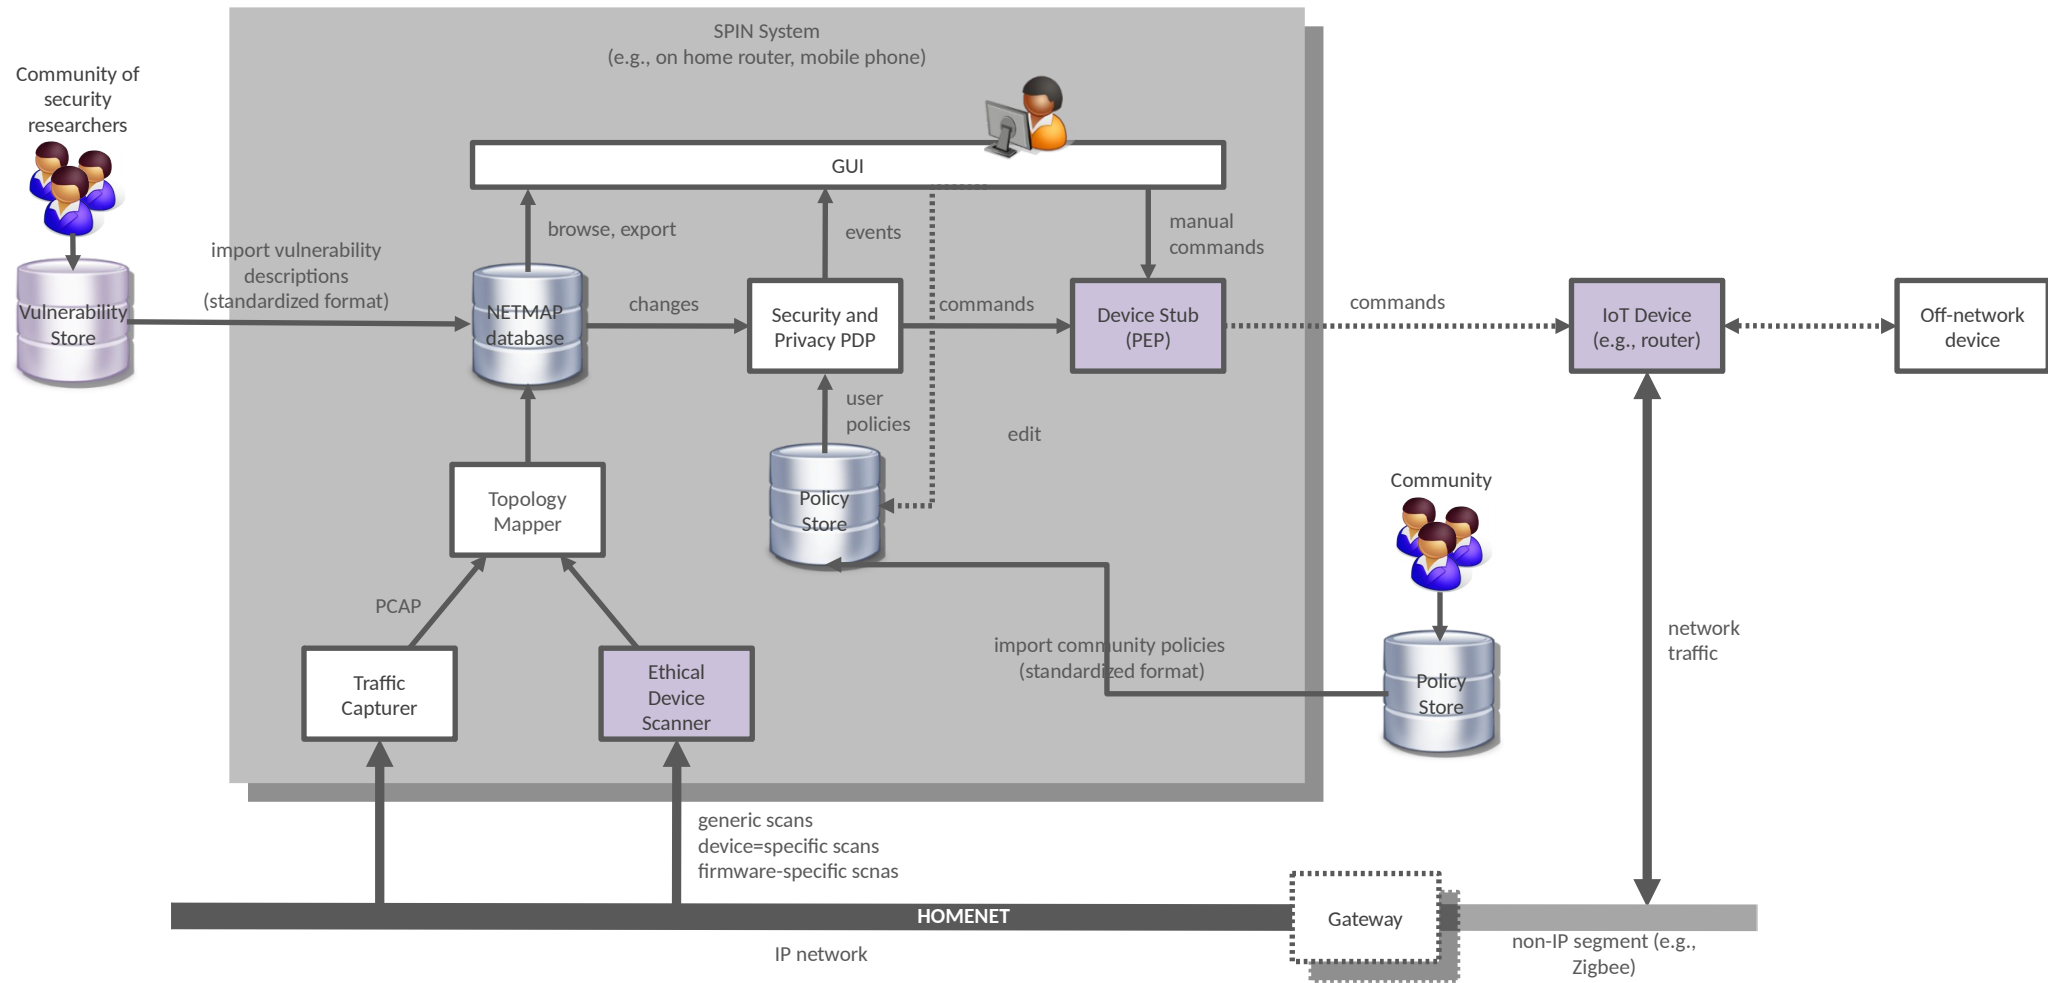 SPIN System
(e.g., on home router, mobile phone)
Community of
security
researchers
GUI
browse, export
events
manual
commands
import vulnerability
descriptions
(standardized format)
Vulnerability
Store
NETMAP
database
changes
Security and
Privacy PDP
commands
Device Stub
(PEP)
commands
IoT Device
(e.g., router)
Off-network
device
user
policies
edit
Topology
Mapper
Policy
Store
Community
PCAP
import community policies
(standardized format)
network
traffic
Traffic
Capturer
Ethical
Device
Scanner
Policy
Store
generic scans
device=specific scans
firmware-specific scnas
HOMENET
Gateway
IP network
non-IP segment (e.g.,
Zigbee)